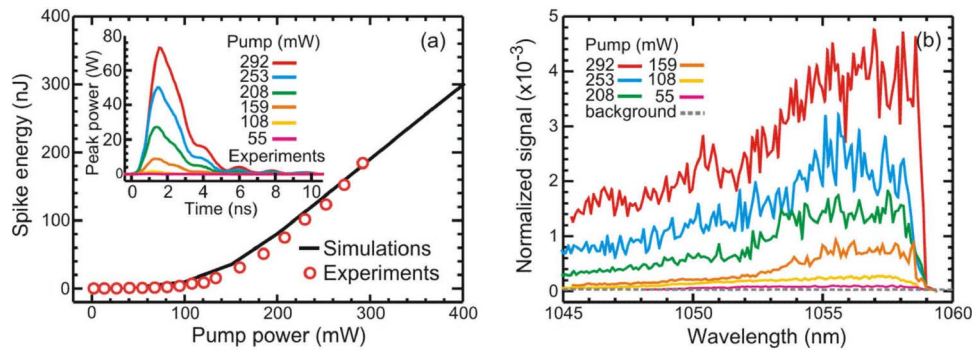 400
300
200
100
0
Spike energy (nJ)
(a)
80
60
40
20
0
Peak power (W)
0 2 4 6 8 10
Time (ns)
Pump (mW)
292
253
208
159
108
55
Experiments
Simulations
Experiments
0 100 200 300 400
Pump power (mW)
5
4
3
2
1
0
Normalized signal (x10-3)
(b)
Pump (mW)
292 159
253 108
208 55
background
1045 1050 1055 1060
Wavelength (nm)